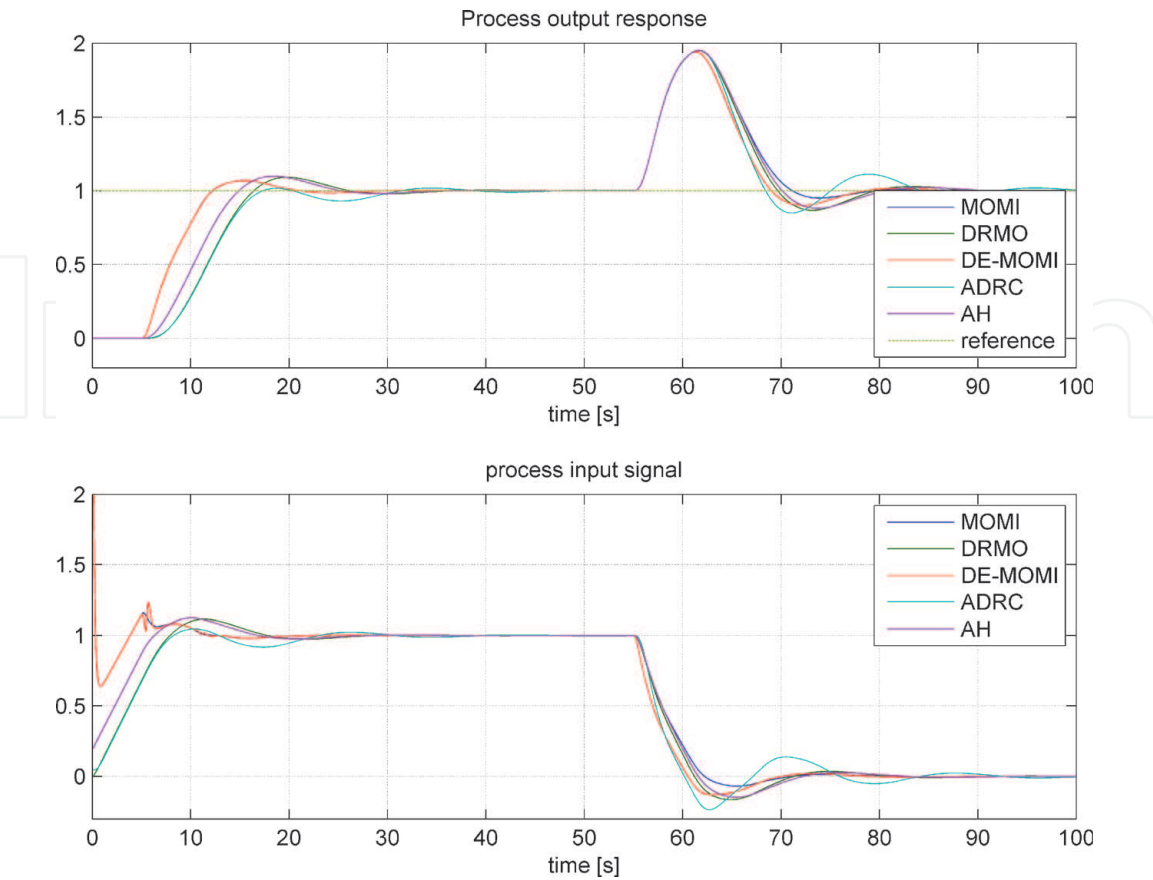 Process output response
2
1.5
1
0.5
0
0 10 20 30 40 50 60 70 80 90 100
time [s]
MOMI
DRMO
DE-MOMI
ADRC
AH
reference
process input signal
2
1.5
1
0.5
0
0 10 20 30 40 50 60 70 80 90 100
time [s]
MOMI
DRMO
DE-MOMI
ADRC
AH